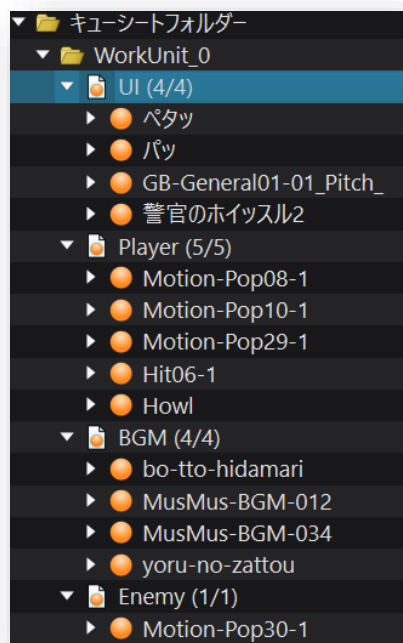 キューシートフォルダー
WorkUnit_0
UI (4/4)
ペタッ
パッ
GB-General01-01_Pitch_
警官のホイッスル2
Player (5/5)
Motion-Pop08-1
Motion-Pop10-1
Motion-Pop29-1
Hit06-1
Howl
BGM (4/4)
bo-tto-hidamari
MusMus-BGM-012
MusMus-BGM-034
yoru-no-zattou
Enemy (1/1)
Motion-Pop30-1